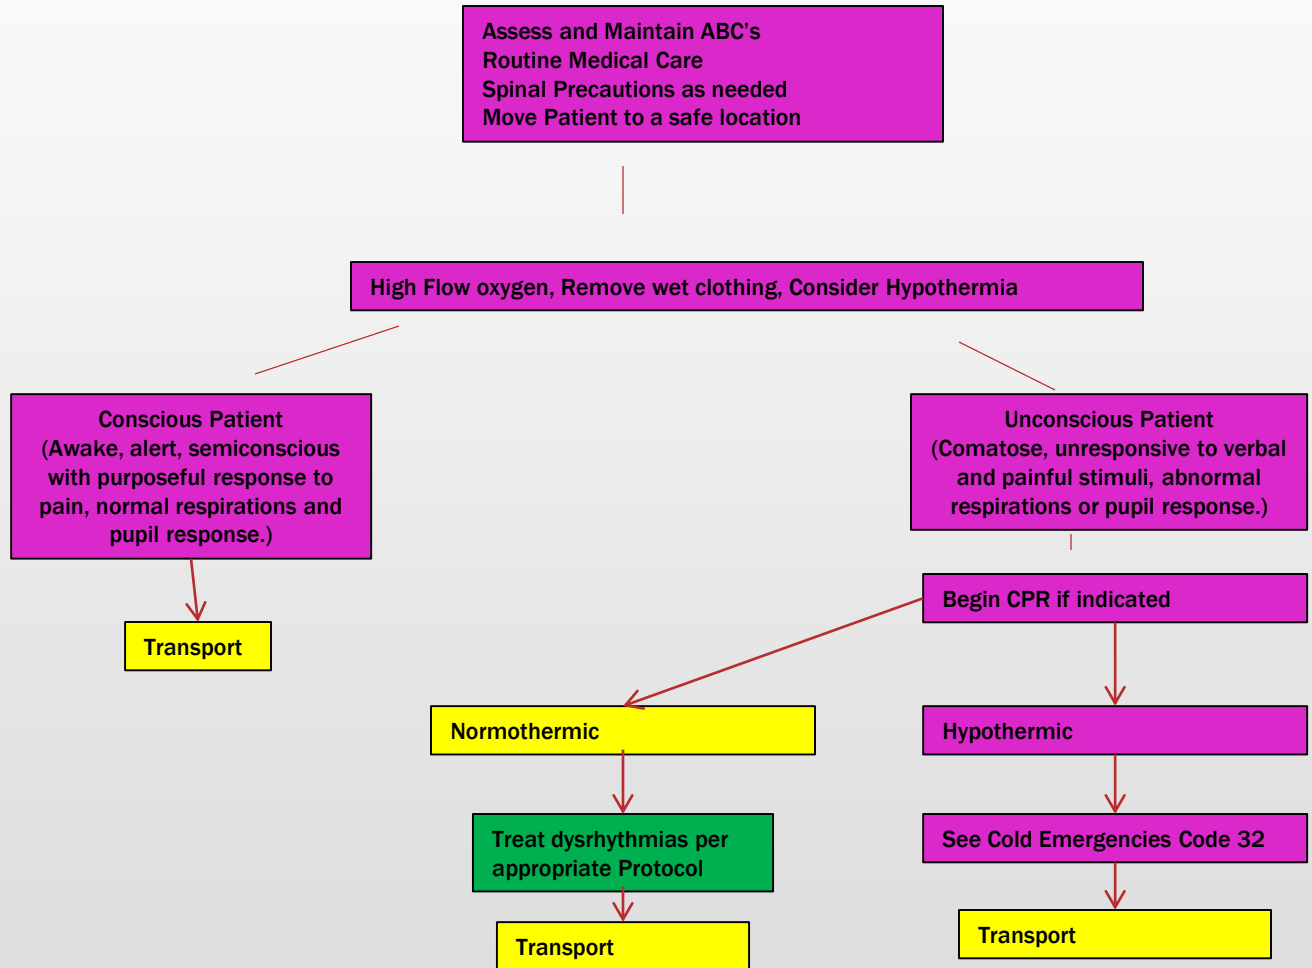 Assess and Maintain ABC’s
Routine Medical Care
Spinal Precautions as needed
Move Patient to a safe location
High Flow oxygen, Remove wet clothing, Consider Hypothermia
Conscious Patient
(Awake, alert, semiconscious
with purposeful response to
pain, normal respirations and
pupil response.)
Unconscious Patient
(Comatose, unresponsive to verbal
and painful stimuli, abnormal
respirations or pupil response.)
Begin CPR if indicated
Transport
Normothermic
Hypothermic
Treat dysrhythmias per
appropriate Protocol
See Cold Emergencies Code 32
Transport
Transport